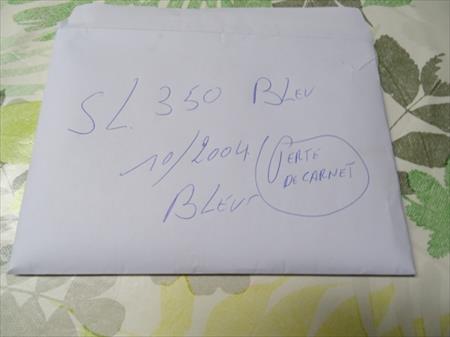 SL 350 BLEU
10/2004 PERTE
DE CARNET
BLEU